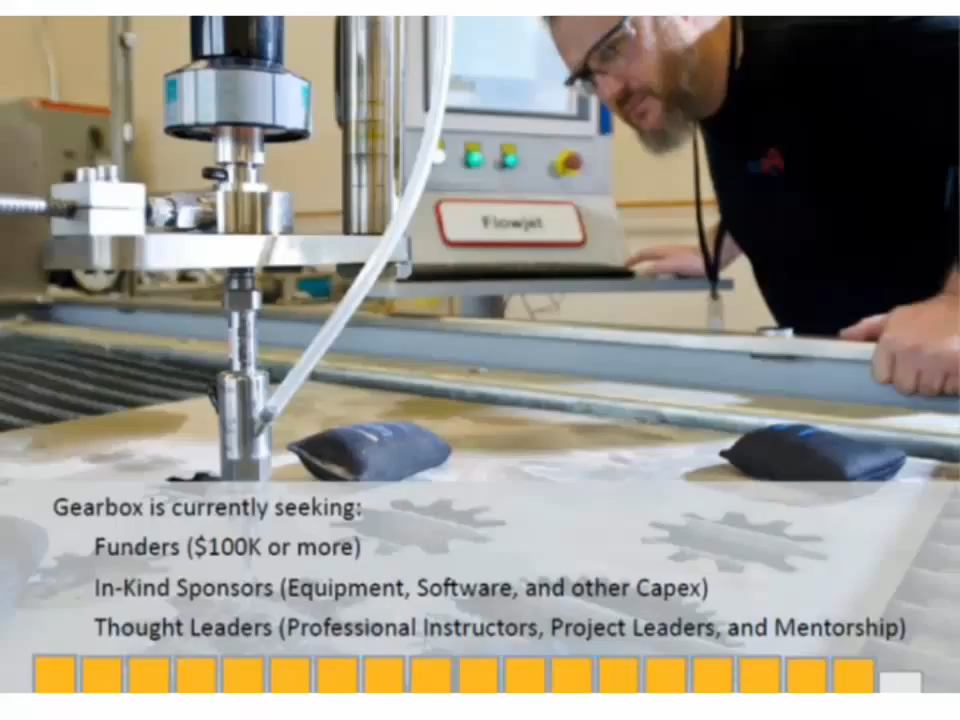 Flowjet
Gearbox is currently seeking:
Funders ($100K or more)
In-Kind Sponsors (Equipment, Software, and other Capex)
Thought Leaders (Professional Instructors, Project Leaders, and Mentorship)